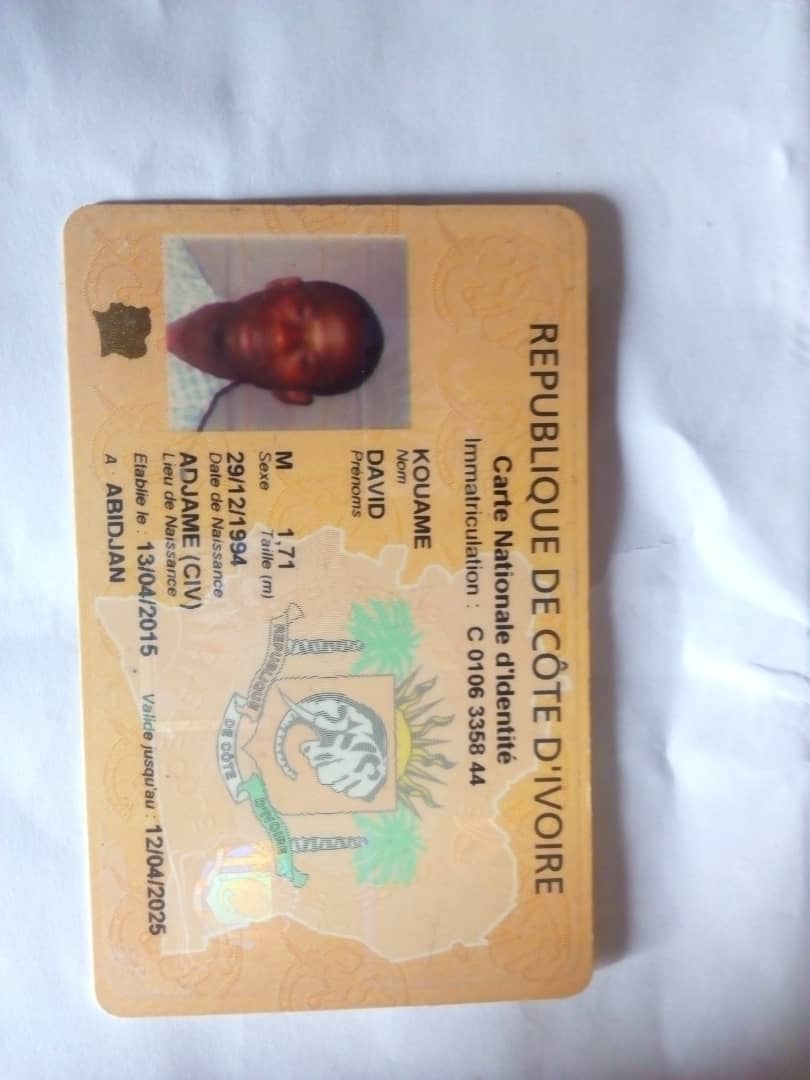 REPUBLIQUE DE CÔTE D'IVOIRE
Carte Nationale d'Identité
Immatriculation : C 0106 3358 44
KOUAME
Nom
DAVID
Prénoms
M 1,71
Sexe Taille (m)
29/12/1994
Date de Naissance
ADJAME (CIV)
Lieu de Naissance
Etablie le : 13/04/2015 Valide jusqu'au : 12/04/2025
A : ABIDJAN
REPUBLIQUE DE CÔTE D'IVOIRE